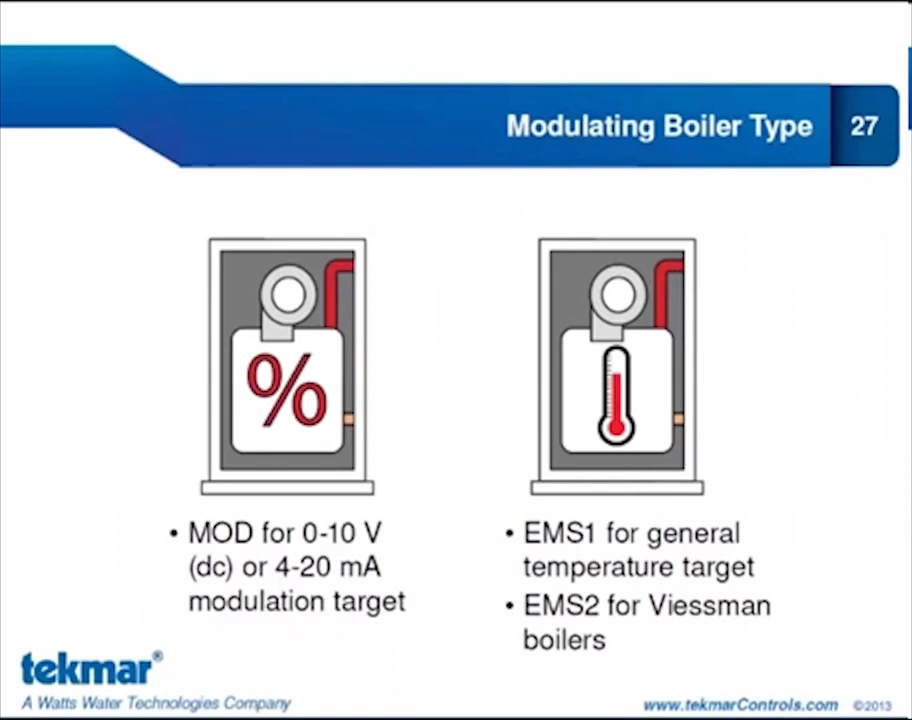 Modulating Boiler Type 27
%
• MOD for 0-10 V
(dc) or 4-20 mA
modulation target
• EMS1 for general
temperature target
• EMS2 for Viessman
boilers
tekmar®
A Watts Water Technologies Company
www.tekmarControls.com ©2013